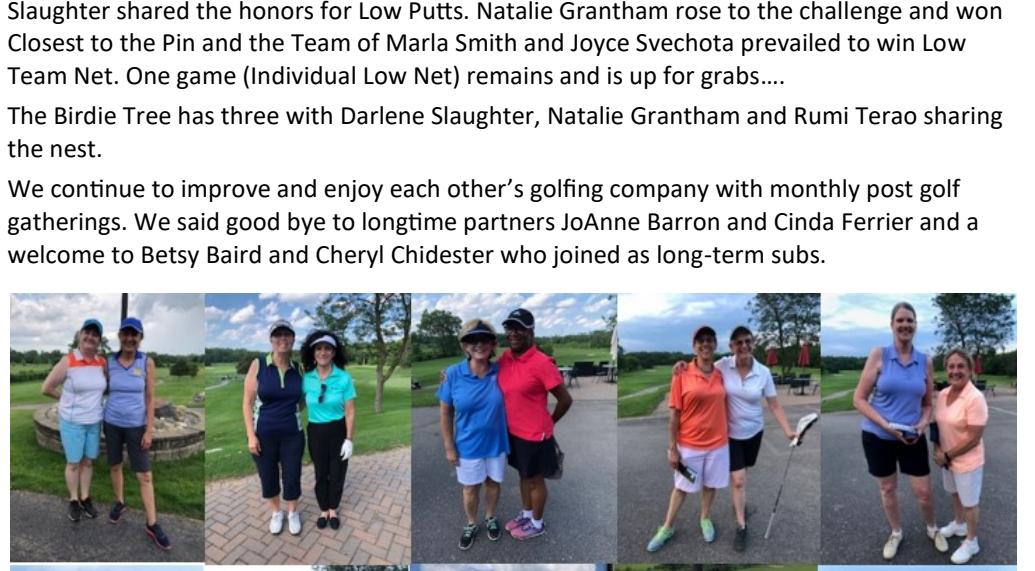 Slaughter shared the honors for Low Putts. Natalie Grantham rose to the challenge and won
Closest to the Pin and the Team of Marla Smith and Joyce Svechota prevailed to win Low
Team Net. One game (Individual Low Net) remains and is up for grabs….
The Birdie Tree has three with Darlene Slaughter, Natalie Grantham and Rumi Terao sharing
the nest.
We continue to improve and enjoy each other’s golfing company with monthly post golf
gatherings. We said good bye to longtime partners JoAnne Barron and Cinda Ferrier and a
welcome to Betsy Baird and Cheryl Chidester who joined as long-term subs.